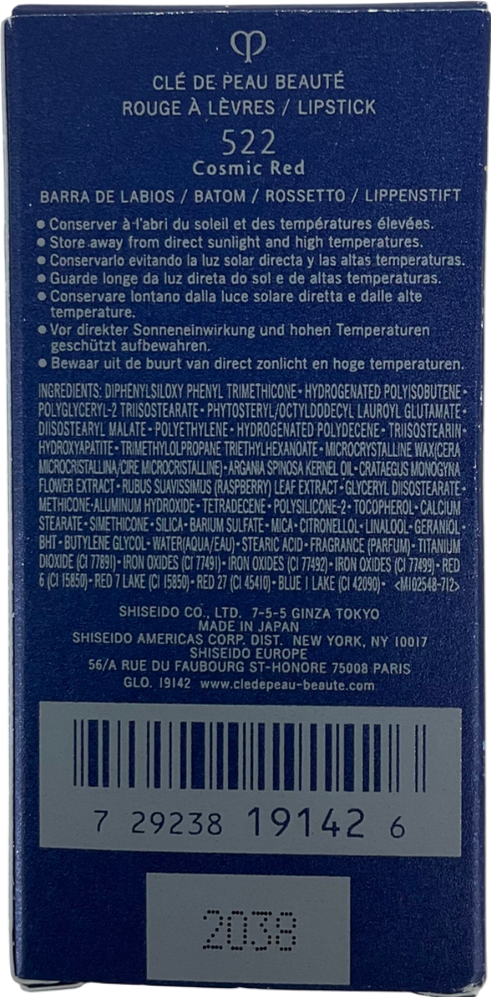 CLÉ DE PEAU BEAUTÉ
ROUGE À LÈVRES / LIPSTICK
522
Cosmic Red
BARRA DE LABIOS / BATOM / ROSSETTO / LIPPENSTIFT
● Conserver à l'abri du soleil et des températures élevées.
● Store away from direct sunlight and high temperatures.
● Conservarlo evitando la luz solar directa y las altas temperaturas.
● Guarde longe da luz direta do sol e de altas temperaturas.
● Conservare lontano dalla luce solare diretta e dalle alte
temperature.
● Vor direkter Sonneneinwirkung und hohen Temperaturen
geschützt aufbewahren.
● Bewaar uit de buurt van direct zonlicht en hoge temperaturen.
INGREDIENTS: DIPHENYLSILOXY PHENYL TRIMETHICONE・HYDROGENATED POLYISOBUTENE・
POLYGLYCERYL-2 TRIISOSTEARATE・PHYTOSTERYL/OCTYLDODECYL LAUROYL GLUTAMATE・
DIISOSTEARYL MALATE・POLYETHYLENE・HYDROGENATED POLYDECENE・TRIISOSTEARIN・
HYDROXYAPATITE・TRIMETHYLOLPROPANE TRIETHYLHEXANOATE・MICROCRYSTALLINE WAX(CERA
MICROCRISTALLINA/CIRE MICROCRISTALLINE)・ARGANIA SPINOSA KERNEL OIL・CRATAEGUS MONOGYNA
FLOWER EXTRACT・RUBUS SUAVISSIMUS (RASPBERRY) LEAF EXTRACT・GLYCERYL DIISOSTEARATE・
METHICONE・ALUMINUM HYDROXIDE・TETRADECENE・POLYSILICONE-2・TOCOPHEROL・CALCIUM
STEARATE・SIMETHICONE・SILICA・BARIUM SULFATE・MICA・CITRONELLOL・LINALOOL・GERANIOL・
BHT・BUTYLENE GLYCOL・WATER(AQUA/EAU)・STEARIC ACID・FRAGRANCE (PARFUM)・TITANIUM
DIOXIDE (CI 77891)・IRON OXIDES (CI 77491)・IRON OXIDES (CI 77492)・IRON OXIDES (CI 77499)・RED
6 (CI 15850)・RED 7 LAKE (CI 15850)・RED 27 (CI 45410)・BLUE 1 LAKE (CI 42090)・ <MI02548-712>
SHISEIDO CO., LTD. 7-5-5 GINZA TOKYO
MADE IN JAPAN
SHISEIDO AMERICAS CORP. DIST. NEW YORK, NY 10017
SHISEIDO EUROPE
56/A RUE DU FAUBOURG ST-HONORE 75008 PARIS
GLO. 19142 www.cledepeau-beaute.com
7 29238 19142 6
2038